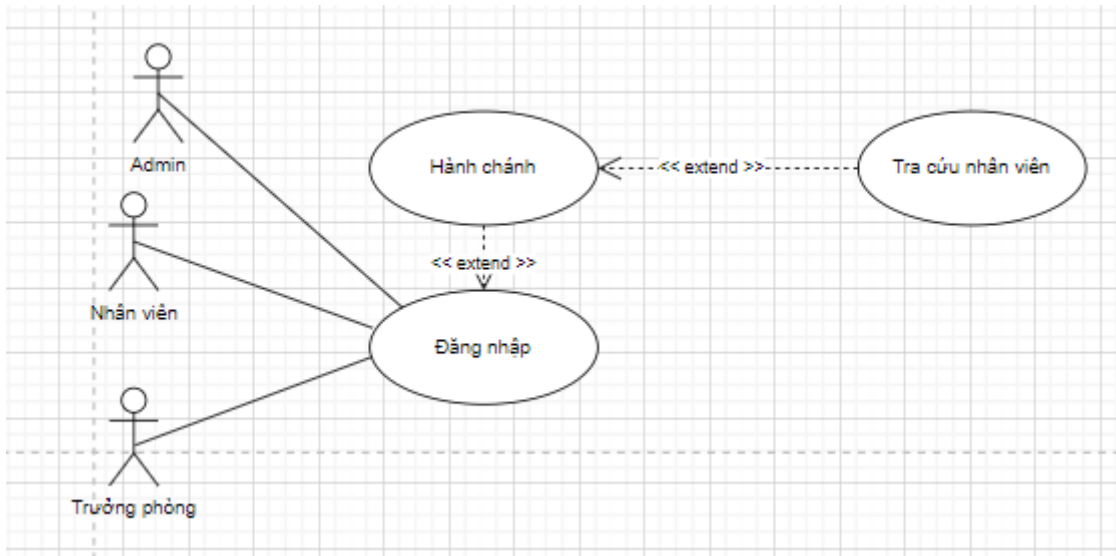 Admin
Hành chánh
<< extend >>
Tra cứu nhân viên
<< extend >>
Nhân viên
Đăng nhập
Trưởng phòng